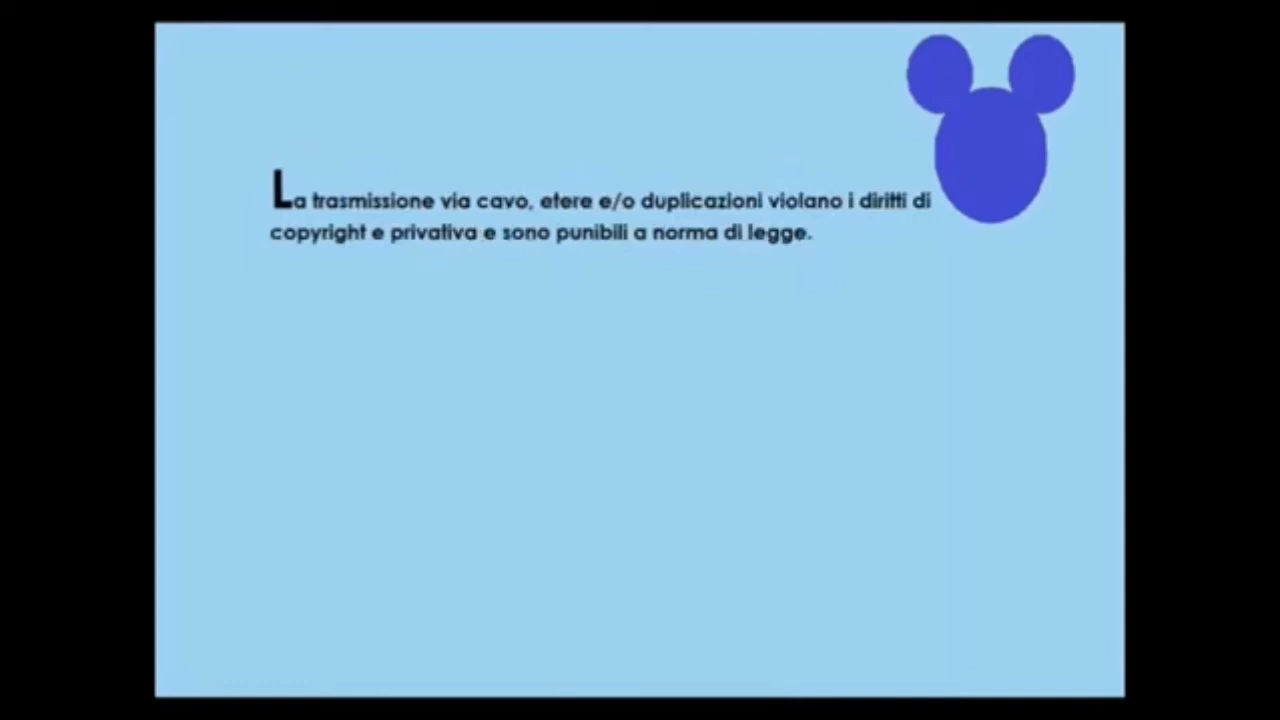 La trasmissione via cavo, etere e/o duplicazioni violano i diritti di
copyright e privativa e sono punibili a norma di legge.